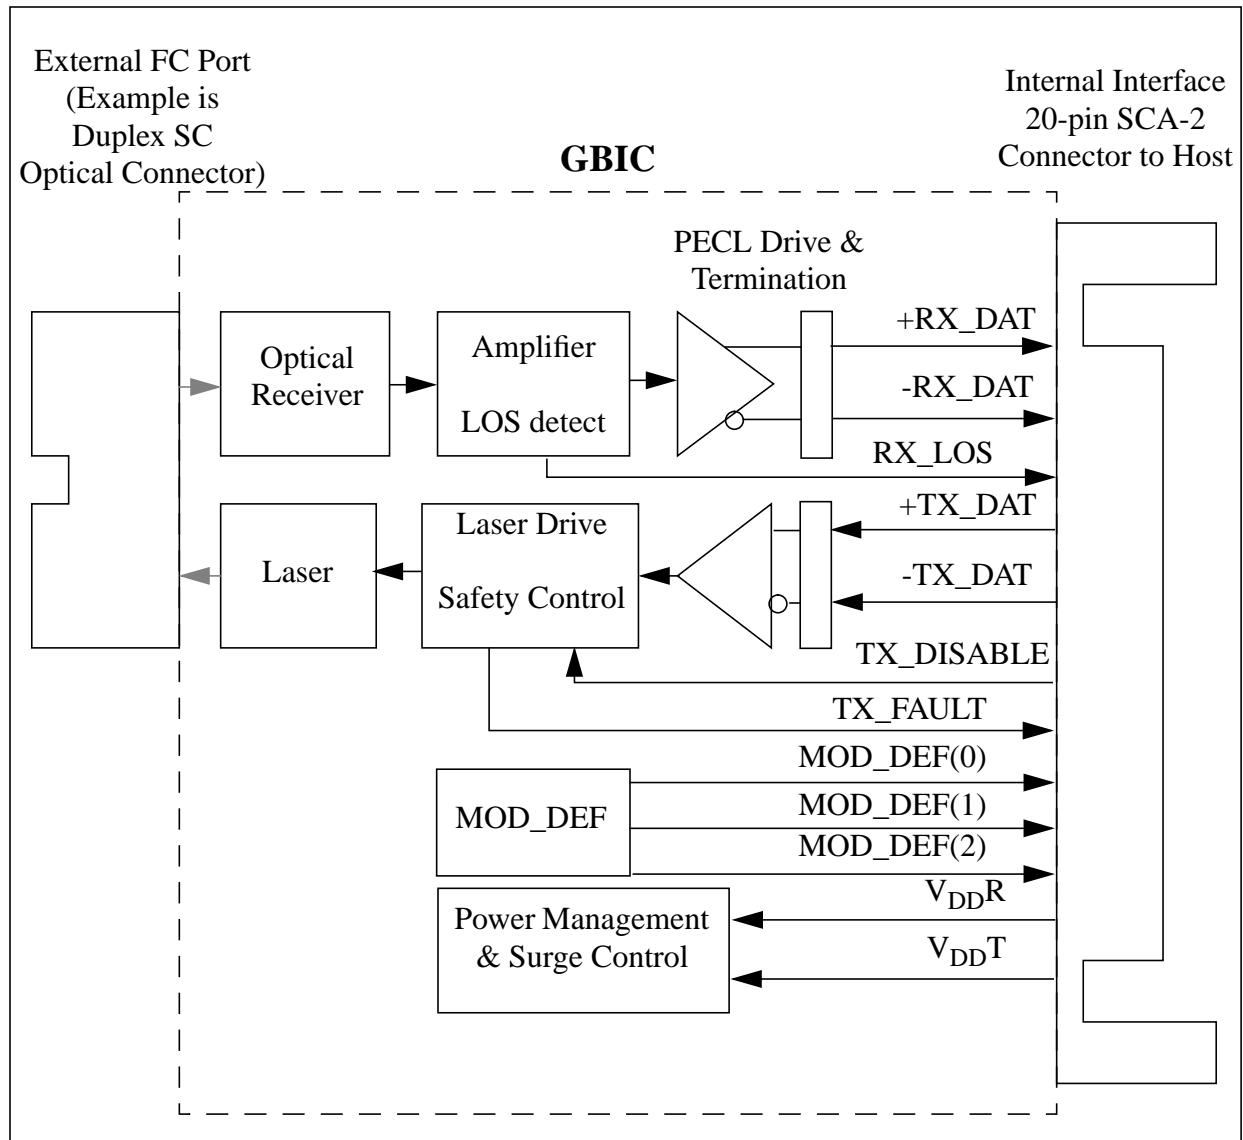 External FC Port
(Example is
Duplex SC
Optical Connector)
GBIC
Internal Interface
20-pin SCA-2
Connector to Host
PECL Drive &
Termination
Optical
Receiver
Amplifier
LOS detect
+RX_DAT
-RX_DAT
RX_LOS
Laser
Laser Drive
Safety Control
+TX_DAT
-TX_DAT
TX_DISABLE
TX_FAULT
MOD_DEF
MOD_DEF(0)
MOD_DEF(1)
MOD_DEF(2)
Power Management
& Surge Control
VDDR
VDDT